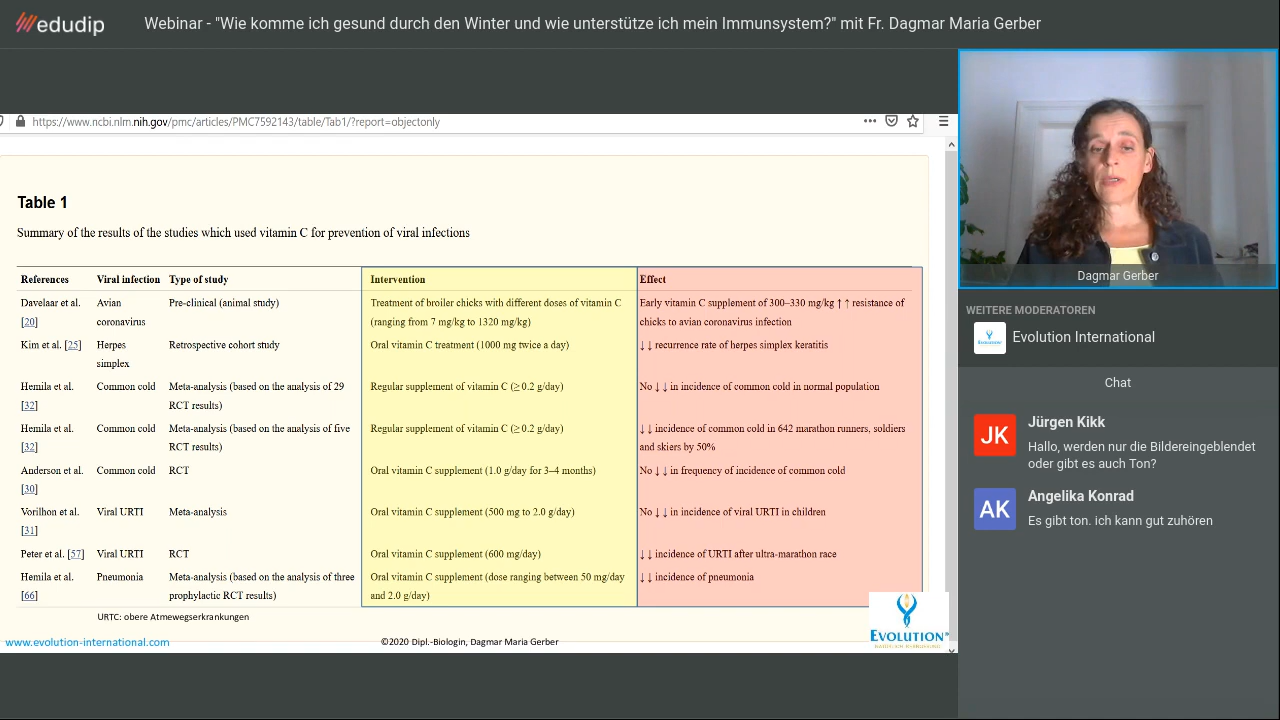 edudip
Webinar - "Wie komme ich gesund durch den Winter und wie unterstütze ich mein Immunsystem?" mit Fr. Dagmar Maria Gerber
https://www.ncbi.nlm.nih.gov/pmc/articles/PMC7592143/table/Tab1/?report=objectonly
Table 1
Summary of the results of the studies which used vitamin C for prevention of viral infections
References Viral infection Type of study Intervention Effect
Davelaar et al. Avian Pre-clinical (animal study) Treatment of broiler chicks with different doses of vitamin C Early vitamin C supplement of 300–330 mg/kg ↑ ↑ resistance of
[20] coronavirus (ranging from 7 mg/kg to 1320 mg/kg) chicks to avian coronavirus infection
Kim et al. [25] Herpes Retrospective cohort study Oral vitamin C treatment (1000 mg twice a day) ↓ ↓ recurrence rate of herpes simplex keratitis
simplex
Hemila et al. Common cold Meta-analysis (based on the analysis of 29 Regular supplement of vitamin C (≥ 0.2 g/day) No ↓ ↓ in incidence of common cold in normal population
[32] RCT results)
Hemila et al. Common cold Meta-analysis (based on the analysis of five Regular supplement of vitamin C (≥ 0.2 g/day) ↓ ↓ incidence of common cold in 642 marathon runners, soldiers
[32] RCT results) and skiers by 50%
Anderson et al. Common cold RCT Oral vitamin C supplement (1.0 g/day for 3–4 months) No ↓ ↓ in frequency of incidence of common cold
[30]
Vorilhon et al. Viral URTI Meta-analysis Oral vitamin C supplement (500 mg to 2.0 g/day) No ↓ ↓ in incidence of viral URTI in children
[31]
Peter et al. [57] Viral URTI RCT Oral vitamin C supplement (600 mg/day) ↓ ↓ incidence of URTI after ultra-marathon race
Hemila et al. Pneumonia Meta-analysis (based on the analysis of three Oral vitamin C supplement (dose ranging between 50 mg/day ↓ ↓ incidence of pneumonia
[66] prophylactic RCT results) and 2.0 g/day)
URTC: obere Atmewegserkrankungen
www.evolution-international.com ©2020 Dipl.-Biologin, Dagmar Maria Gerber
EVOLUTION®
Dagmar Gerber
WEITERE MODERATOREN
Evolution International
Chat
JK Jürgen Kikk
Hallo, werden nur die Bildereingeblendet
oder gibt es auch Ton?
AK Angelika Konrad
Es gibt ton. ich kann gut zuhören